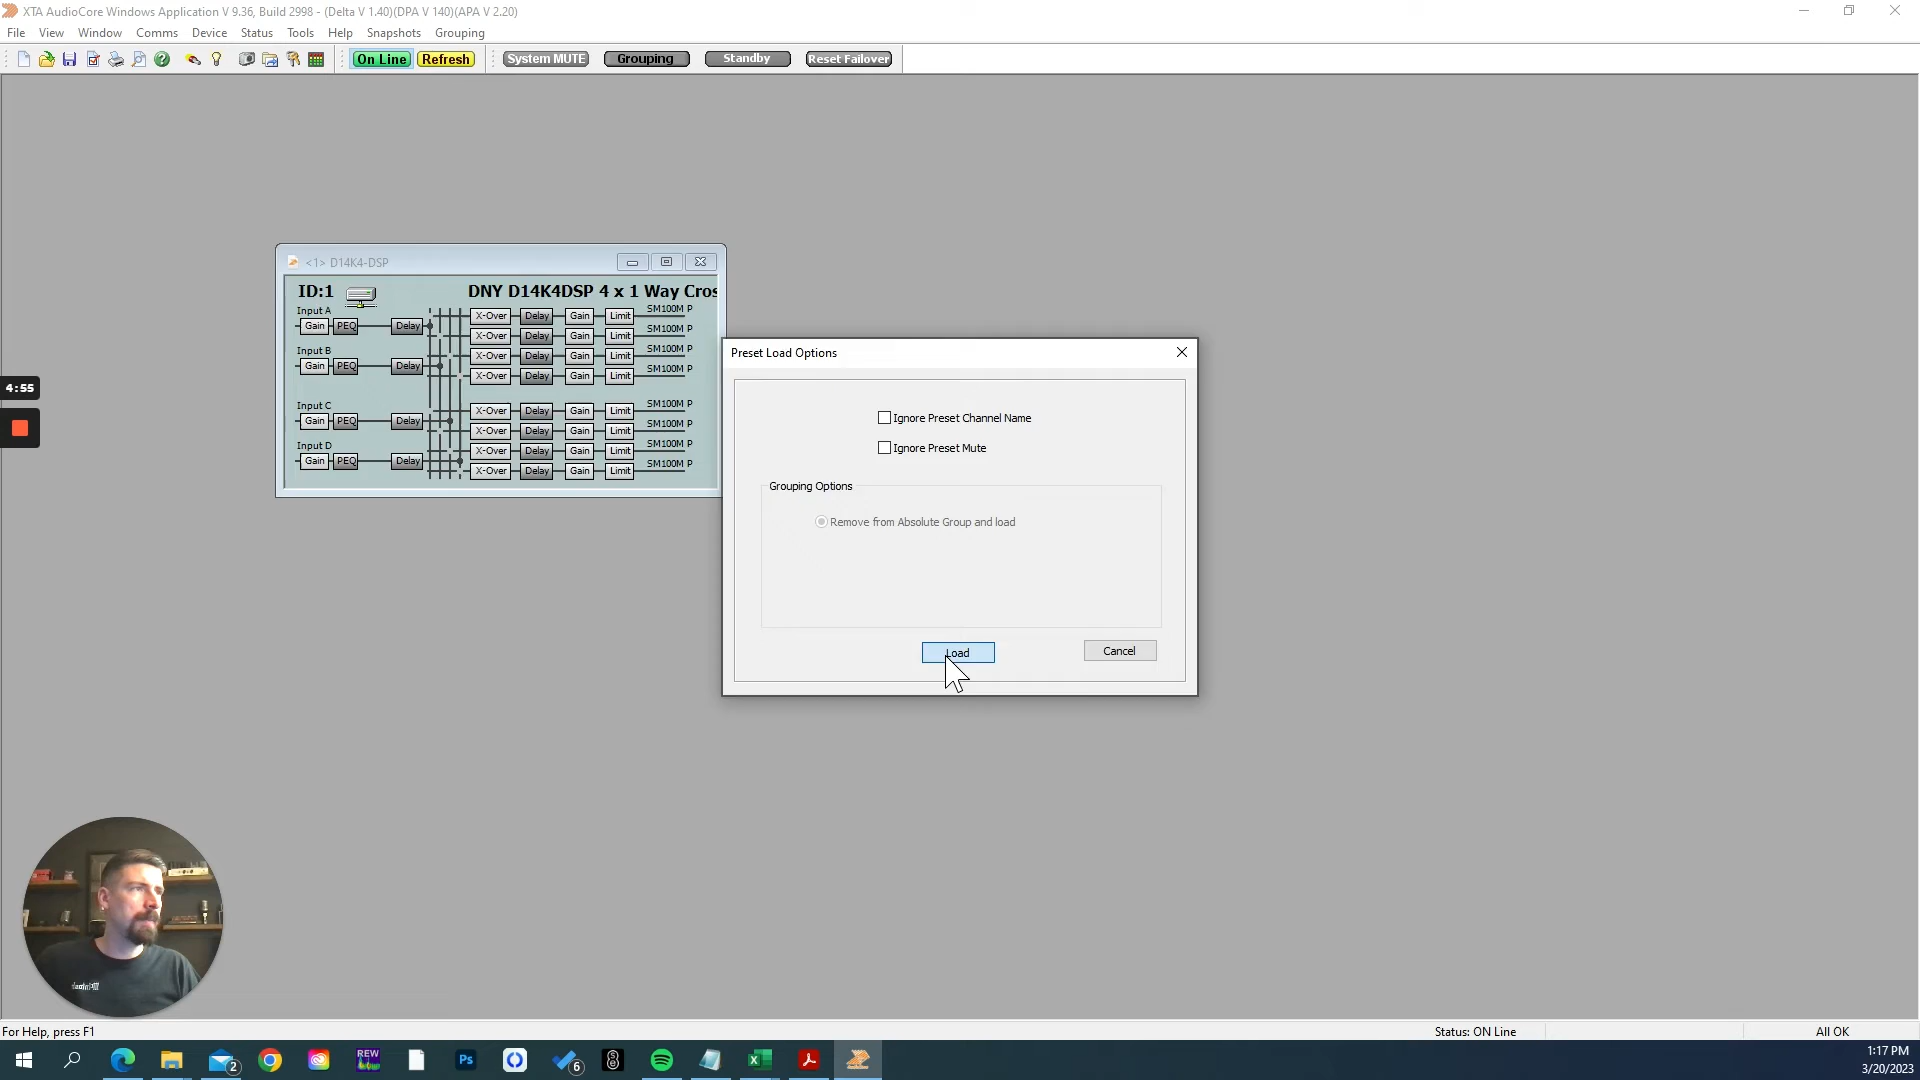 XTA AudioCore Windows Application V 9.36, Build 2998 - (Delta V 1.40)(DPA V 140)(APA V 2.20)
File View Window Comms Device Status Tools Help Snapshots Grouping
On Line Refresh System MUTE Grouping Standby Reset Failover
<1> D14K4-DSP
ID:1 DNY D14K4DSP 4 x 1 Way Cros
Input A
Gain PEQ Delay
Input B
Gain PEQ Delay
Input C
Gain PEQ Delay
Input D
Gain PEQ Delay
X-Over Delay Gain Limit SM100M P
X-Over Delay Gain Limit SM100M P
X-Over Delay Gain Limit SM100M P
X-Over Delay Gain Limit SM100M P
X-Over Delay Gain Limit SM100M P
X-Over Delay Gain Limit SM100M P
X-Over Delay Gain Limit SM100M P
X-Over Delay Gain Limit SM100M P
Preset Load Options
Ignore Preset Channel Name
Ignore Preset Mute
Grouping Options
Remove from Absolute Group and load
Load Cancel
4:55
For Help, press F1 Status: ON Line All OK
2 REW Ps 6 1:17 PM
3/20/2023